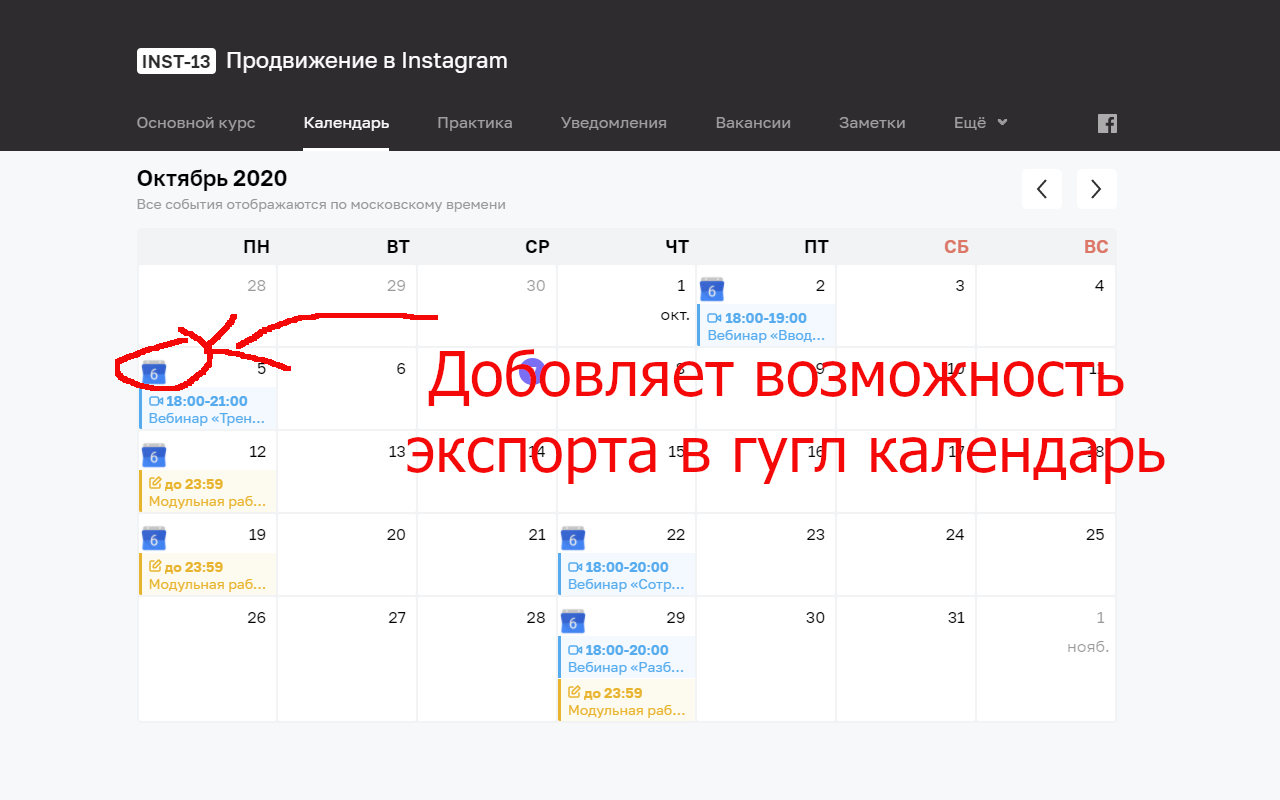 INST-13 Продвижение в Instagram
Основной курс Календарь Практика Уведомления Вакансии Заметки Ещё
Октябрь 2020
Все события отображаются по московскому времени
ПН ВТ СР ЧТ ПТ СБ ВС
28 29 30 1 6 2 3 4
окт.
18:00-19:00
Вебинар «Ввод...
6 5 6 7 8 9 10 11
Добовляет возможность
18:00-21:00
Вебинар «Трен...
6 12 13 14 15 16 17 18
экспорта в гугл календарь
до 23:59
Модульная раб...
6 19 20 21 6 22 23 24 25
до 23:59 18:00-20:00
Модульная раб... Вебинар «Сотр...
26 27 28 6 29 30 31 1
нояб.
18:00-20:00
Вебинар «Разб...
до 23:59
Модульная раб...